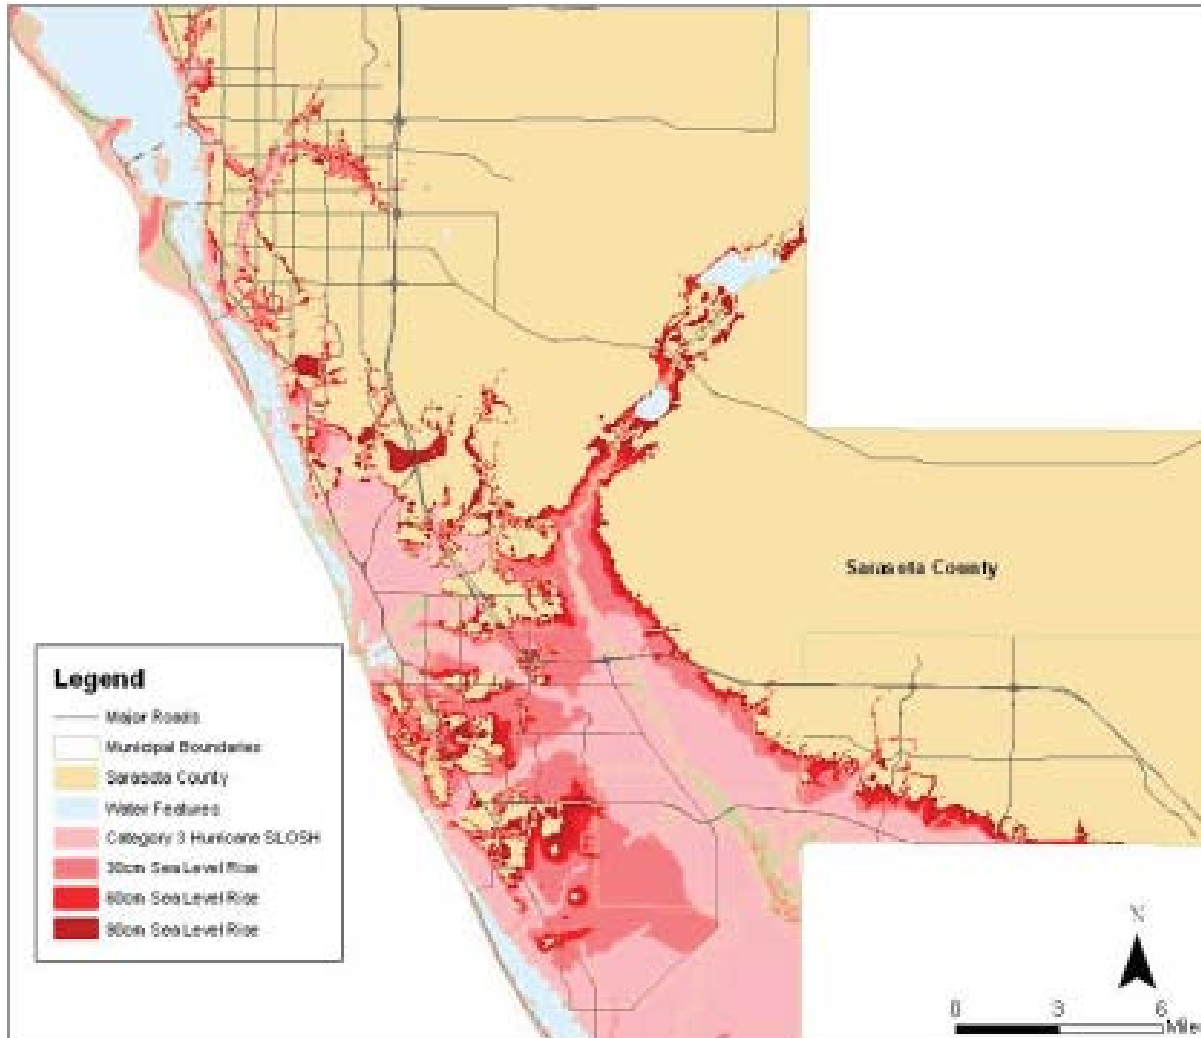 Sarasota County
Legend
Major Roads
Municipal Boundaries
Sarasota County
Water Features
Category 3 Hurricane SLOSH
30cm Sea Level Rise
60cm Sea Level Rise
90cm Sea Level Rise
N
0 3 6
Miles